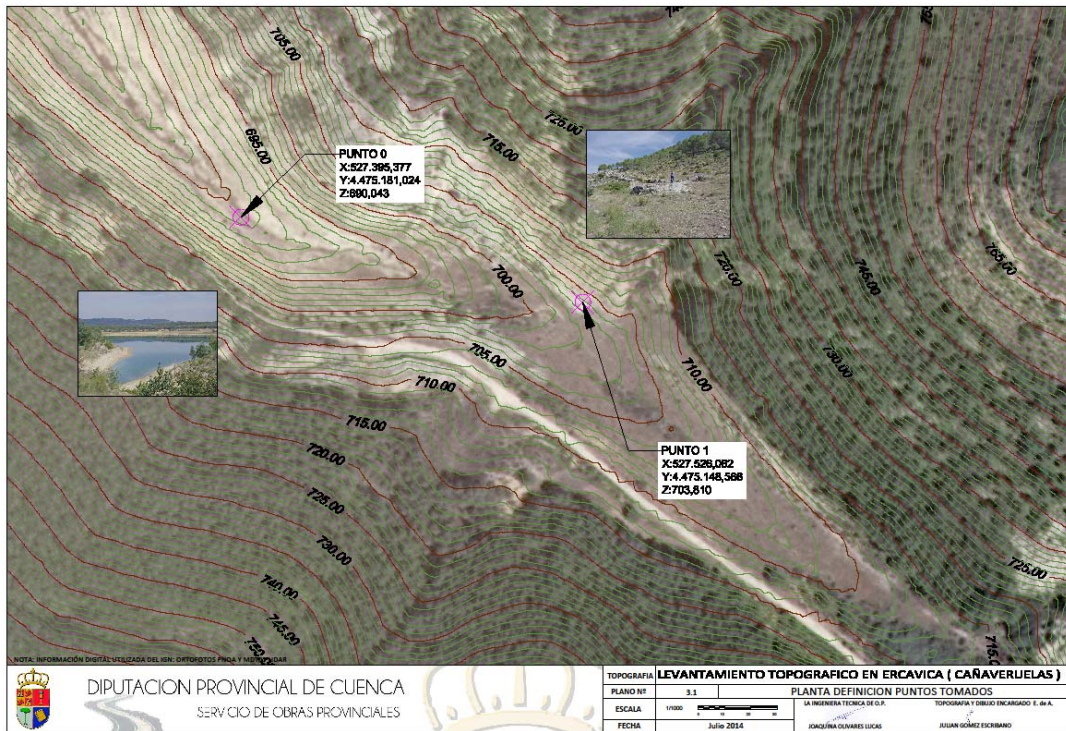 705.00
725.00
715.00
695.00
PUNTO 0
X:527.395,377
Y:4.475.181,024
Z:690,043
700.00
725.00
745.00
765.00
705.00
710.00
710.00
730.00
715.00
720.00
PUNTO 1
X:527.526,062
Y:4.475.148,566
Z:703,810
725.00
730.00
725.00
740.00
745.00
NOTA: INFORMACIÓN DIGITAL UTILIZADA DEL IGN: ORTOFOTOS PNOA Y
DIPUTACION PROVINCIAL DE CUENCA
SERVICIO DE OBRAS PROVINCIALES
TOPOGRAFIA LEVANTAMIENTO TOPOGRAFICO EN ERCAVICA ( CAÑAVERUELAS )
PLANO Nº 3.1 PLANTA DEFINICION PUNTOS TOMADOS
ESCALA 1/1000
LA INGENIERA TECNICA DE O.P. TOPOGRAFIA Y DIBUJO ENCARGADO E. de A.
FECHA Julio 2014 JOAQUINA OLIVARES LUCAS JULIAN GOMEZ ESCRIBANO